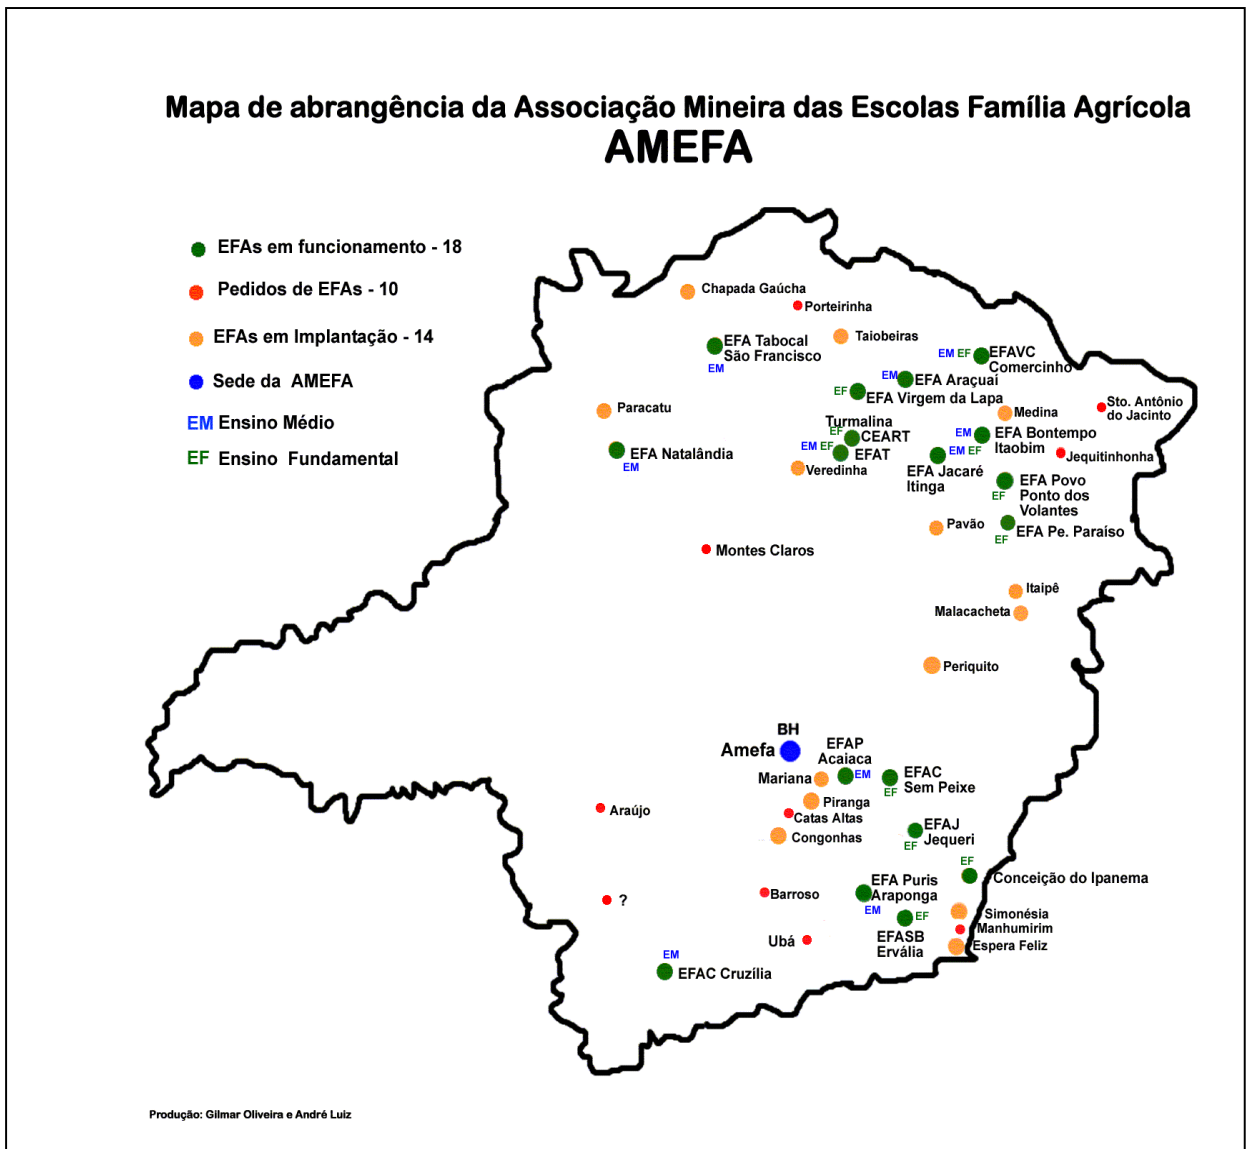 Mapa de abrangência da Associação Mineira das Escolas Família Agrícola
AMEFA
EFAs em funcionamento - 18
Pedidos de EFAs - 10
EFAs em Implantação - 14
Sede da AMEFA
EM Ensino Médio
EF Ensino Fundamental
Chapada Gaúcha
Porteirinha
Taiobeiras
EFA Tabocal
São Francisco
EM
EM EF
EFAVC
Comercinho
EM
EFA Araçuaí
EF
EFA Virgem da Lapa
Paracatu
Medina
Sto. Antônio
do Jacinto
Turmalina
EF
CEART
EM EF
EFAT
EM
EFA Bontempo
Itaobim
EFA Natalândia
EM
Veredinha
EM EF
EFA Jacaré
Itinga
Jequitinhonha
EFA Povo
Ponto dos
Volantes
EF
Pavão
EFA Pe. Paraíso
EF
Montes Claros
Itaipê
Malacacheta
Periquito
BH
Amefa
EFAP
Acaiaca
EM
EFAC
Sem Peixe
EF
Mariana
Piranga
Catas Altas
Congonhas
Araújo
EFAJ
Jequeri
EF
EF
Conceição do Ipanema
EFA Puris
Araponga
EM
Barroso
?
Simonésia
Manhumirim
Espera Feliz
EF
EFASB
Ervália
Ubá
EM
EFAC Cruzília
Produção: Gilmar Oliveira e André Luiz